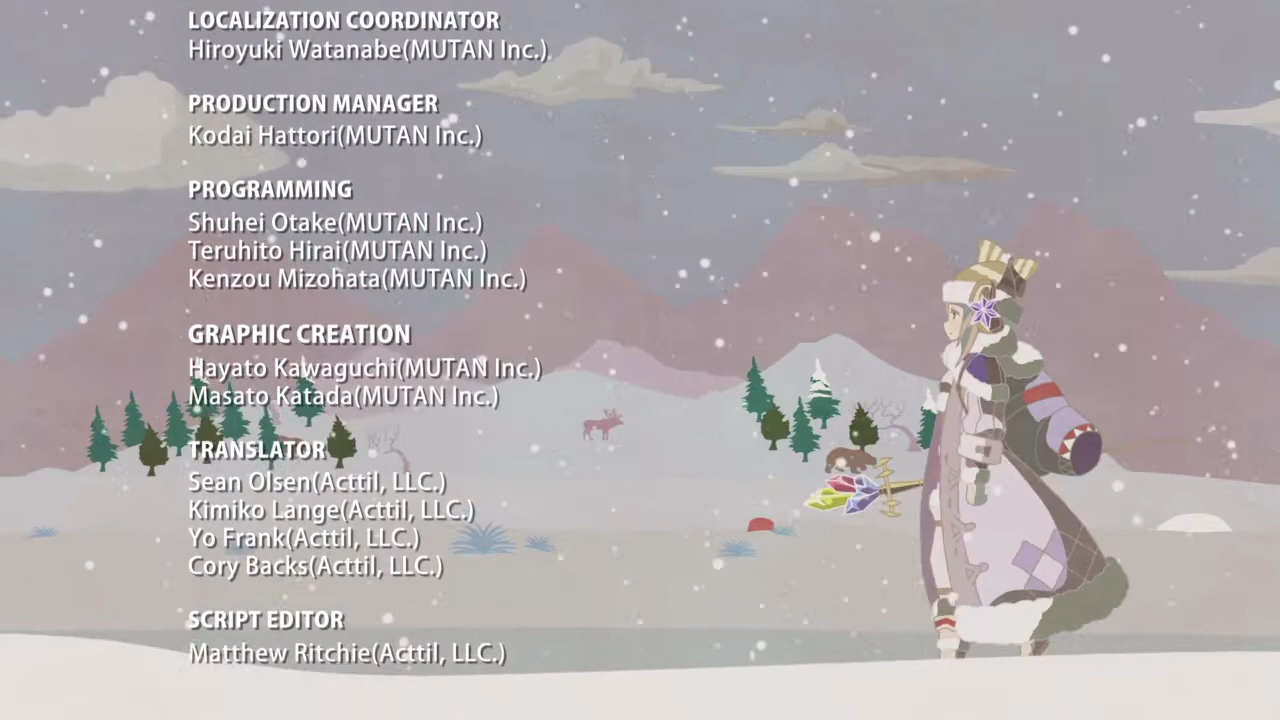 LOCALIZATION COORDINATOR
Hiroyuki Watanabe(MUTAN Inc.)
PRODUCTION MANAGER
Kodai Hattori(MUTAN Inc.)
PROGRAMMING
Shuhei Otake(MUTAN Inc.)
Teruhito Hirai(MUTAN Inc.)
Kenzou Mizohata(MUTAN Inc.)
GRAPHIC CREATION
Hayato Kawaguchi(MUTAN Inc.)
Masato Katada(MUTAN Inc.)
TRANSLATOR
Sean Olsen(Acttil, LLC.)
Kimiko Lange(Acttil, LLC.)
Yo Frank(Acttil, LLC.)
Cory Backs(Acttil, LLC.)
SCRIPT EDITOR
Matthew Ritchie(Acttil, LLC.)